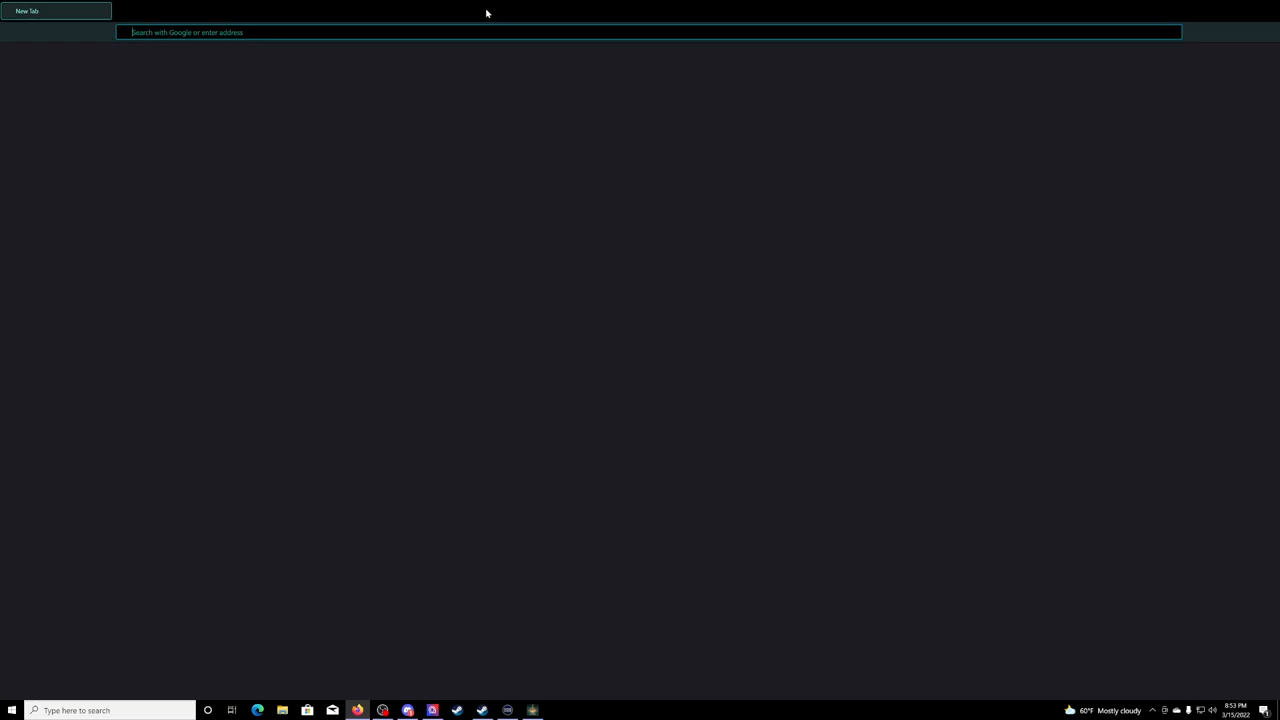 New Tab
Search with Google or enter address
Type here to search
60°F Mostly cloudy
8:53 PM
3/15/2022